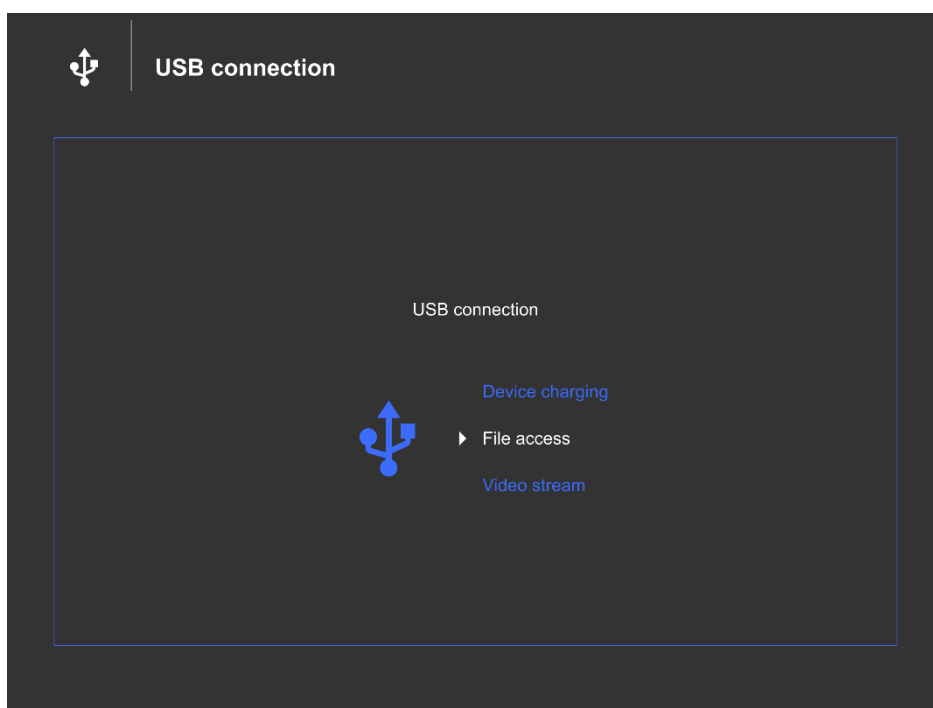 USB connection
USB connection
Device charging
File access
Video stream